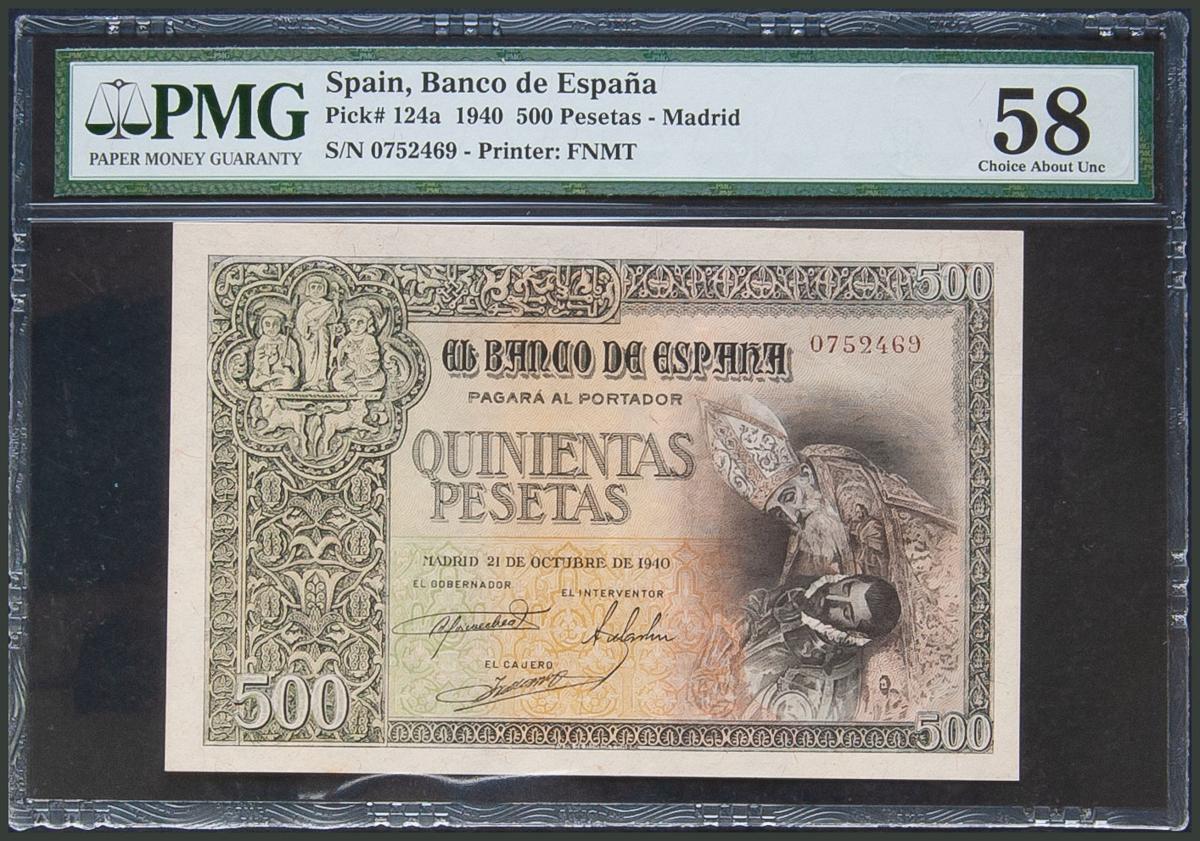 PMG
PAPER MONEY GUARANTY
Spain, Banco de España
Pick# 124a 1940 500 Pesetas - Madrid
S/N 0752469 - Printer: FNMT
58
Choice About Unc
500
0752469
EL BANCO DE ESPAÑA
PAGARÁ AL PORTADOR
QUINIENTAS
PESETAS
MADRID 21 DE OCTUBRE DE 1940
EL GOBERNADOR
EL INTERVENTOR
EL CAJERO
500
500